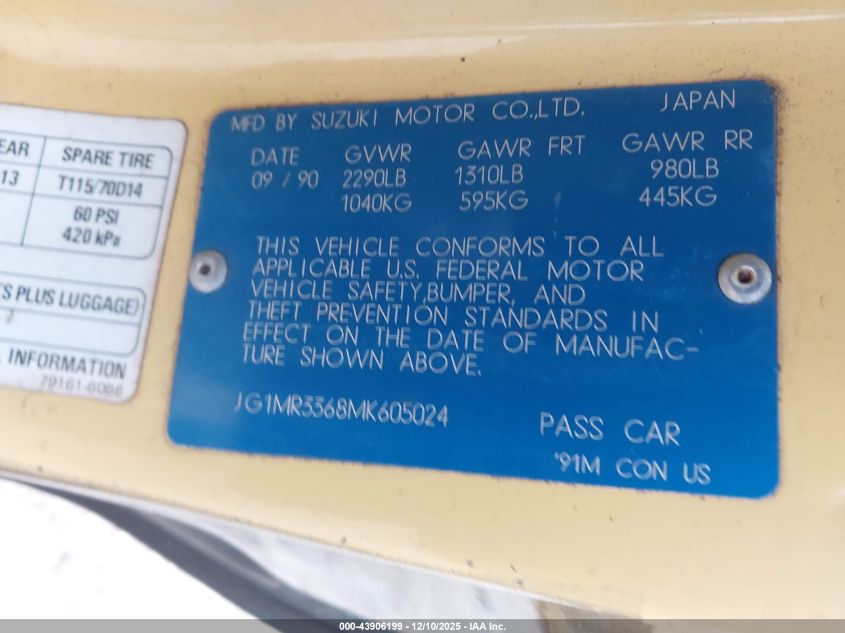 EAR SPARE TIRE
13 T115/70D14
60 PSI
420 kPa
S PLUS LUGGAGE)
INFORMATION
MFD BY SUZUKI MOTOR CO.,LTD. JAPAN
DATE GVWR GAWR FRT GAWR RR
09 / 90 2290LB 1310LB 980LB
1040KG 595KG 445KG
THIS VEHICLE CONFORMS TO ALL
APPLICABLE U.S. FEDERAL MOTOR
VEHICLE SAFETY,BUMPER, AND
THEFT PREVENTION STANDARDS IN
EFFECT ON THE DATE OF MANUFAC-
TURE SHOWN ABOVE.
JG1MR3368MK605024 PASS CAR
'91M CON US
000-43906199 - 12/10/2025 - IAA Inc.